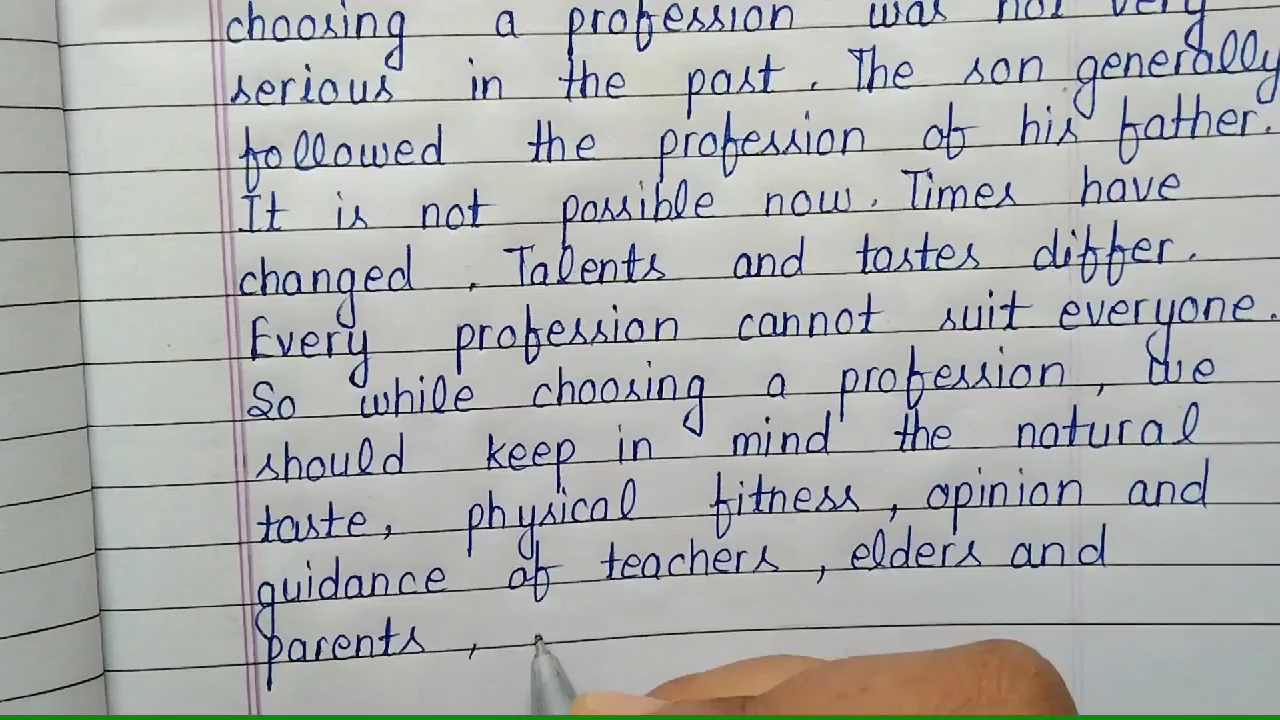 choosing a profession was not very
serious in the past. The son generally
followed the profession of his father.
It is not possible now. Times have
changed. Talents and tastes differ.
Every profession cannot suit everyone.
So while choosing a profession, We
should keep in mind the natural
taste, physical fitness, opinion and
guidance of teachers, elders and
parents,